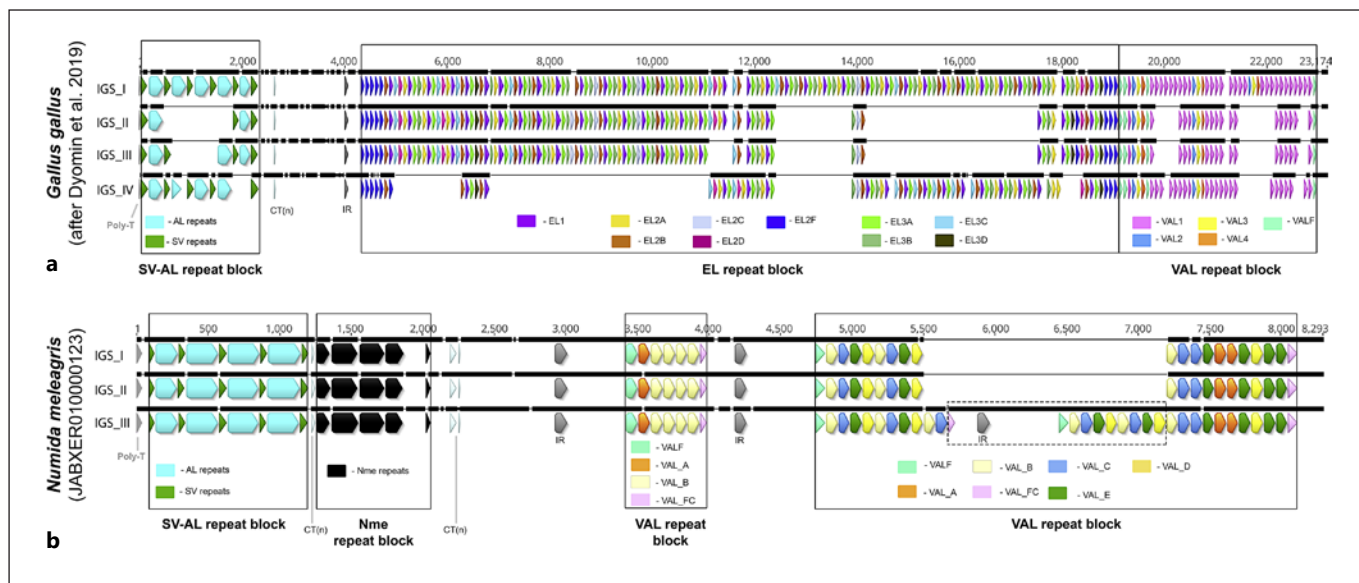 Gallus gallus
(after Dyomin et al. 2019)
2,000 4,000 6,000 8,000 10,000 12,000 14,000 16,000 18,000 20,000 22,000 23,174
IGS_I
IGS_II
IGS_III
IGS_IV
Poly-T
CT(n)
IR
- AL repeats
- SV repeats
- EL1
- EL2A
- EL2B
- EL2C
- EL2D
- EL2F
- EL3A
- EL3B
- EL3C
- EL3D
- VAL1
- VAL2
- VAL3
- VAL4
- VALF
a
SV-AL repeat block
EL repeat block
VAL repeat block
Numida meleagris
(JABXER010000123)
1 500 1,000 1,500 2,000 2,500 3,000 3,500 4,000 4,500 5,000 5,500 6,000 6,500 7,000 7,500 8,000 8,293
IGS_I
IGS_II
IGS_III
Poly-T
IR
IR
IR
- AL repeats
- SV repeats
- Nme repeats
- VALF
- VAL_A
- VAL_B
- VAL_FC
- VALF
- VAL_A
- VAL_B
- VAL_FC
- VAL_C
- VAL_E
- VAL_D
b
SV-AL repeat block
CT(n)
Nme
repeat block
CT(n)
VAL repeat
block
VAL repeat block